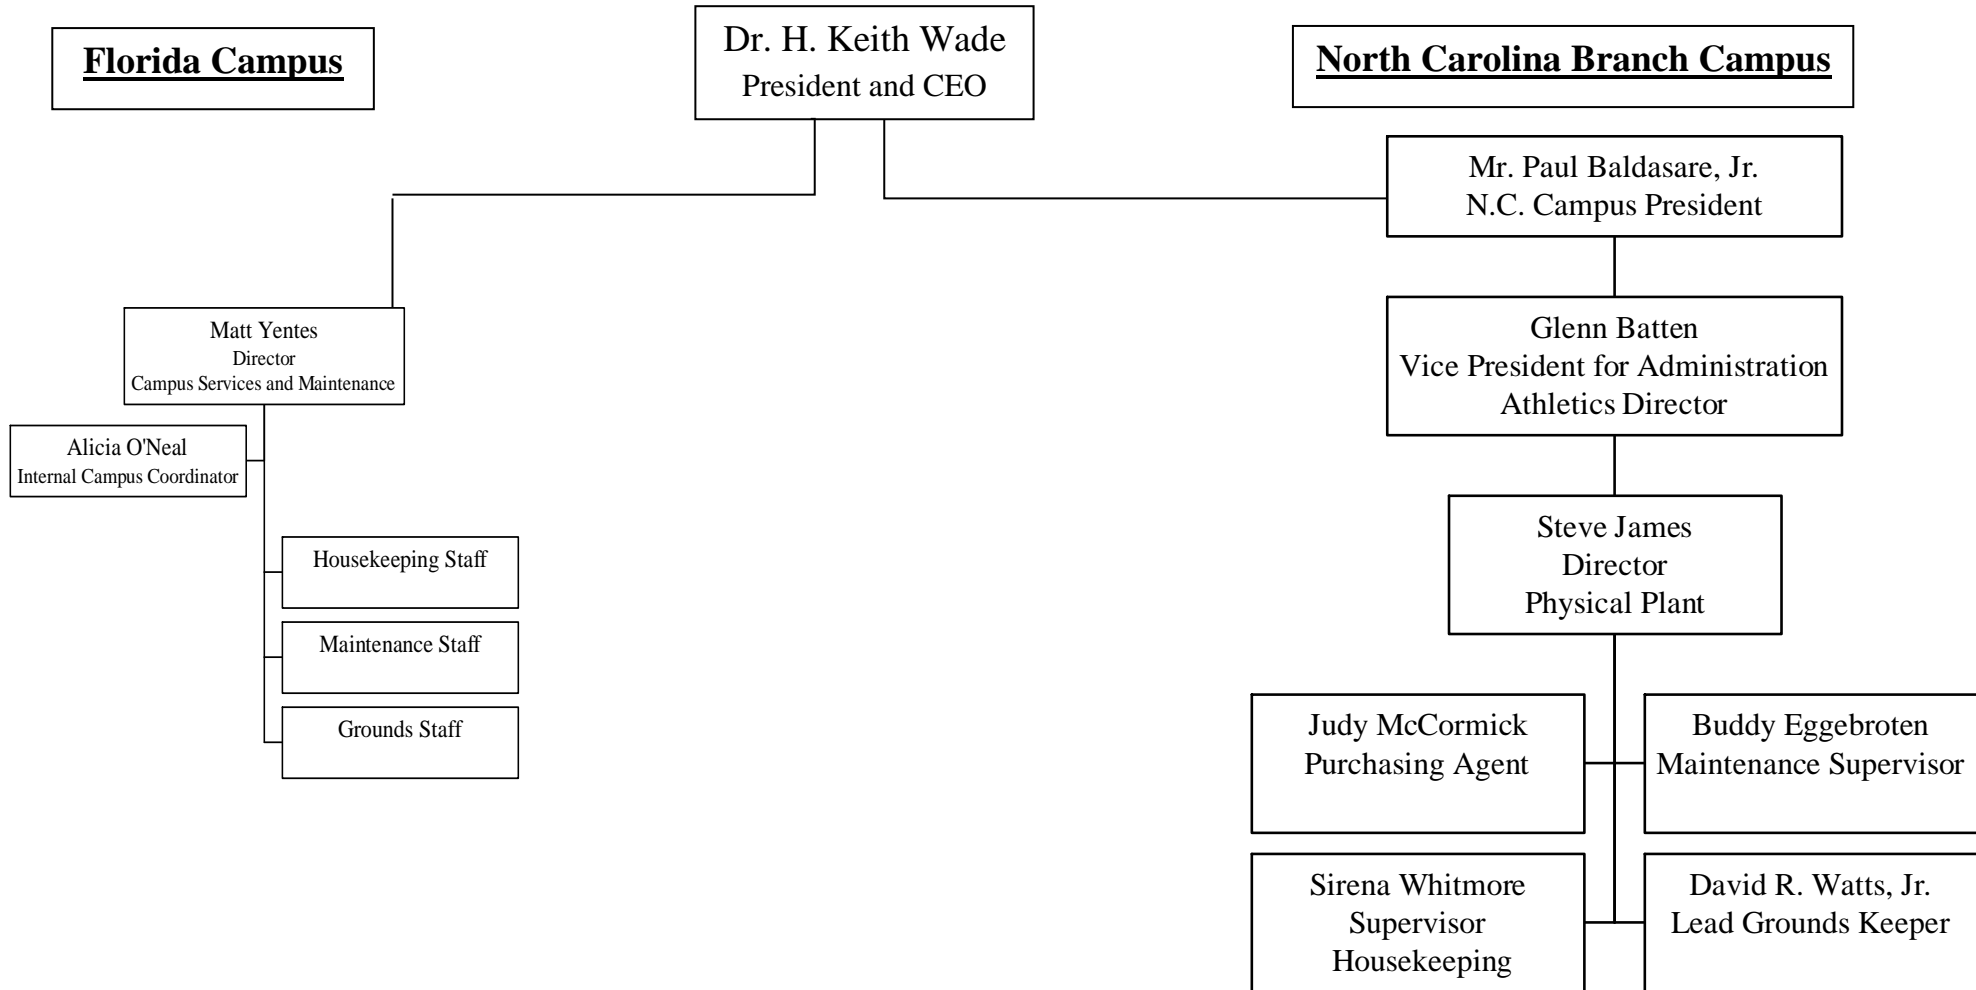 Florida Campus
Dr. H. Keith Wade
President and CEO
North Carolina Branch Campus
Mr. Paul Baldasare, Jr.
N.C. Campus President
Matt Yentes
Director
Campus Services and Maintenance
Alicia O'Neal
Internal Campus Coordinator
Housekeeping Staff
Maintenance Staff
Grounds Staff
Glenn Batten
Vice President for Administration
Athletics Director
Steve James
Director
Physical Plant
Judy McCormick
Purchasing Agent
Buddy Eggebroten
Maintenance Supervisor
Sirena Whitmore
Supervisor
Housekeeping
David R. Watts, Jr.
Lead Grounds Keeper